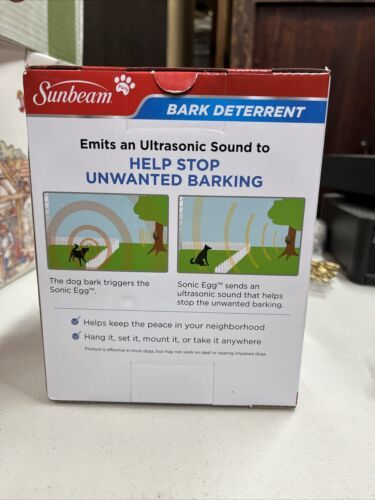 Sunbeam
BARK DETERRENT
Emits an Ultrasonic Sound to
HELP STOP
UNWANTED BARKING
The dog bark triggers the
Sonic Egg™.
Sonic Egg™ sends an
ultrasonic sound that helps
stop the unwanted barking.
Helps keep the peace in your neighborhood
Hang it, set it, mount it, or take it anywhere
Product is effective in most dogs, but may not work on deaf or hearing impaired dogs.